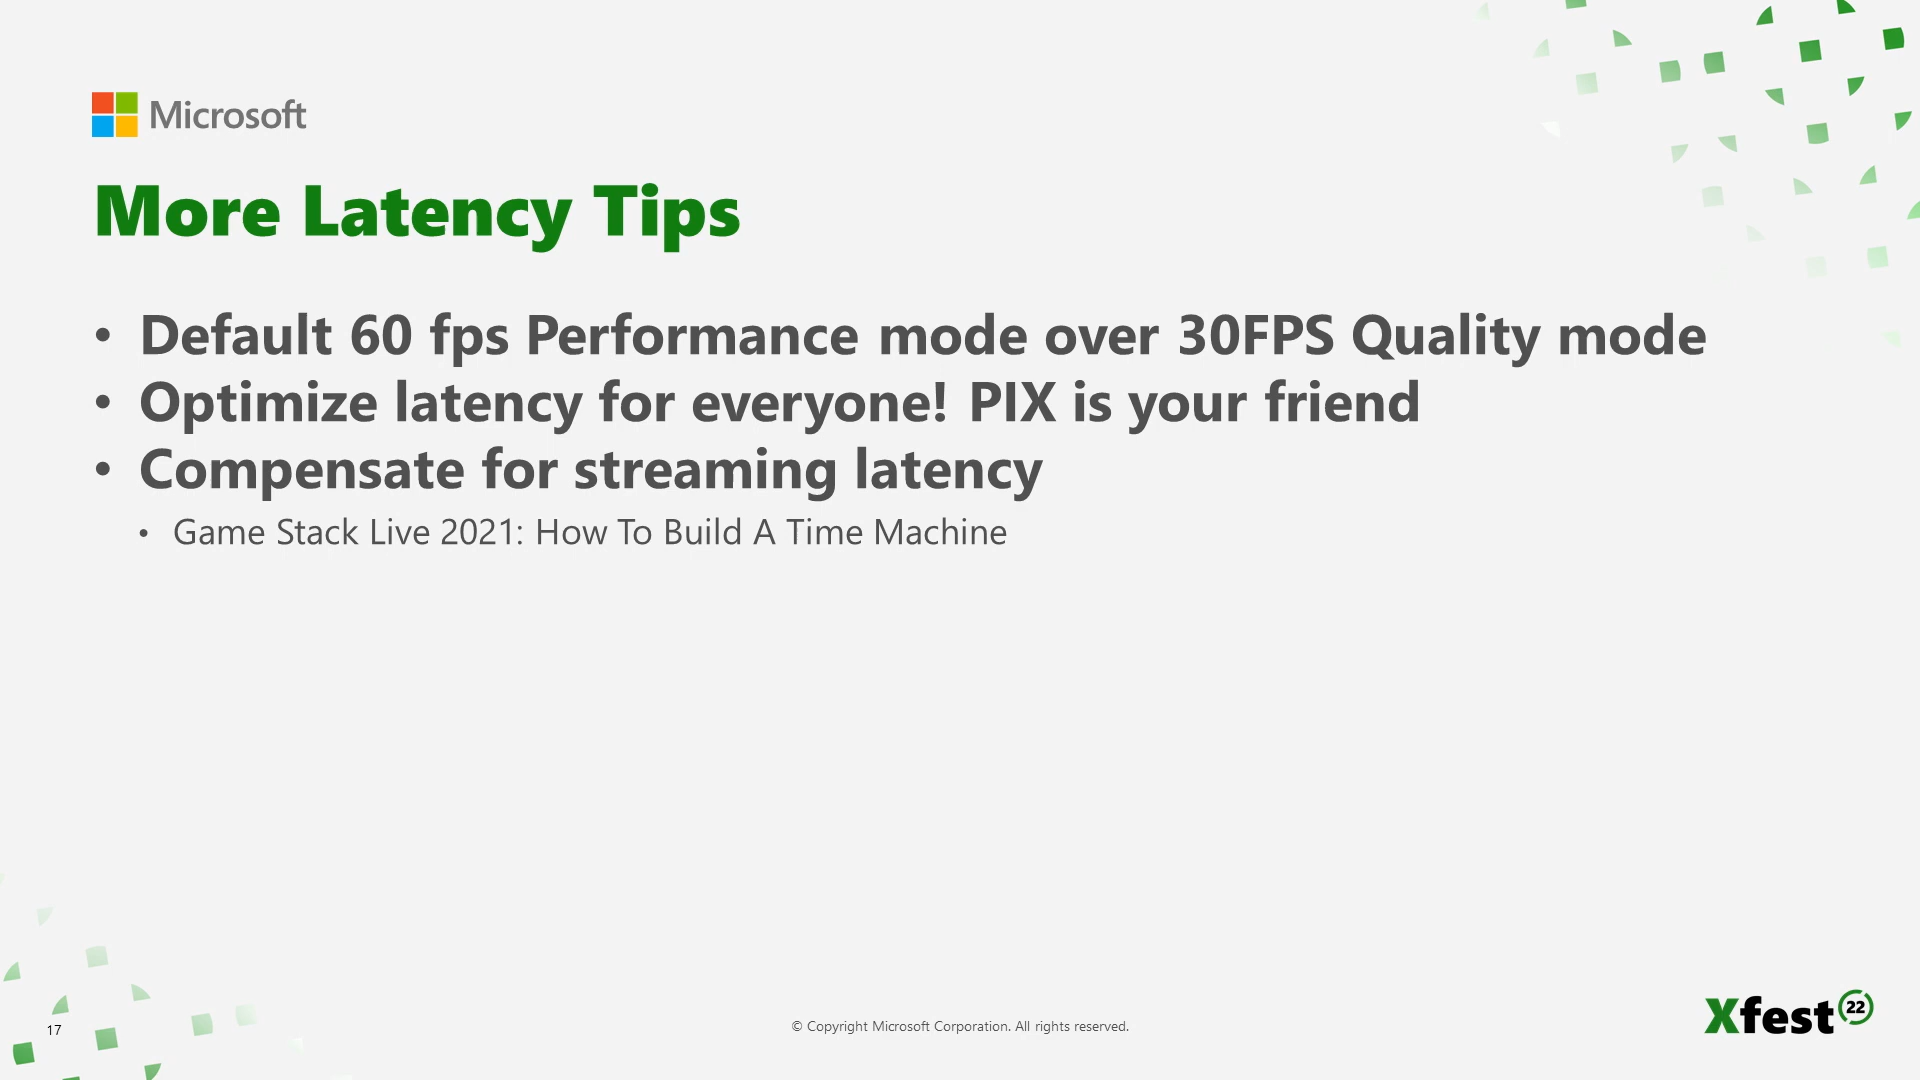 Microsoft
More Latency Tips
• Default 60 fps Performance mode over 30FPS Quality mode
• Optimize latency for everyone! PIX is your friend
• Compensate for streaming latency
• Game Stack Live 2021: How To Build A Time Machine
17
© Copyright Microsoft Corporation. All rights reserved.
Xfest 22